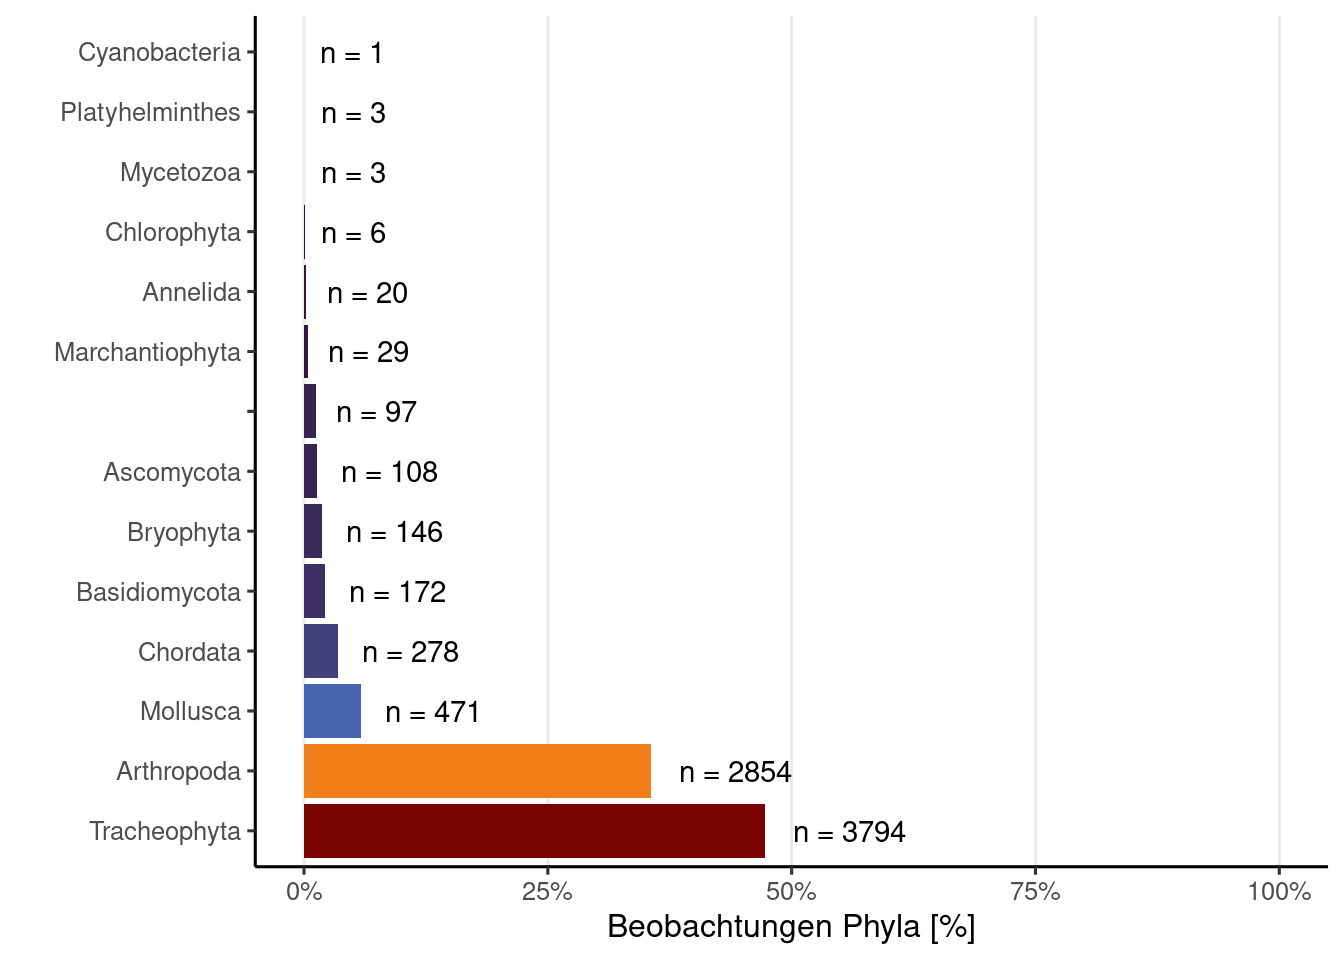 Cyanobacteria n = 1
Platyhelminthes n = 3
Mycetozoa n = 3
Chlorophyta n = 6
Annelida n = 20
Marchantiophyta n = 29
n = 97
Ascomycota n = 108
Bryophyta n = 146
Basidiomycota n = 172
Chordata n = 278
Mollusca n = 471
Arthropoda n = 2854
Tracheophyta n = 3794
0% 25% 50% 75% 100%
Beobachtungen Phyla [%]